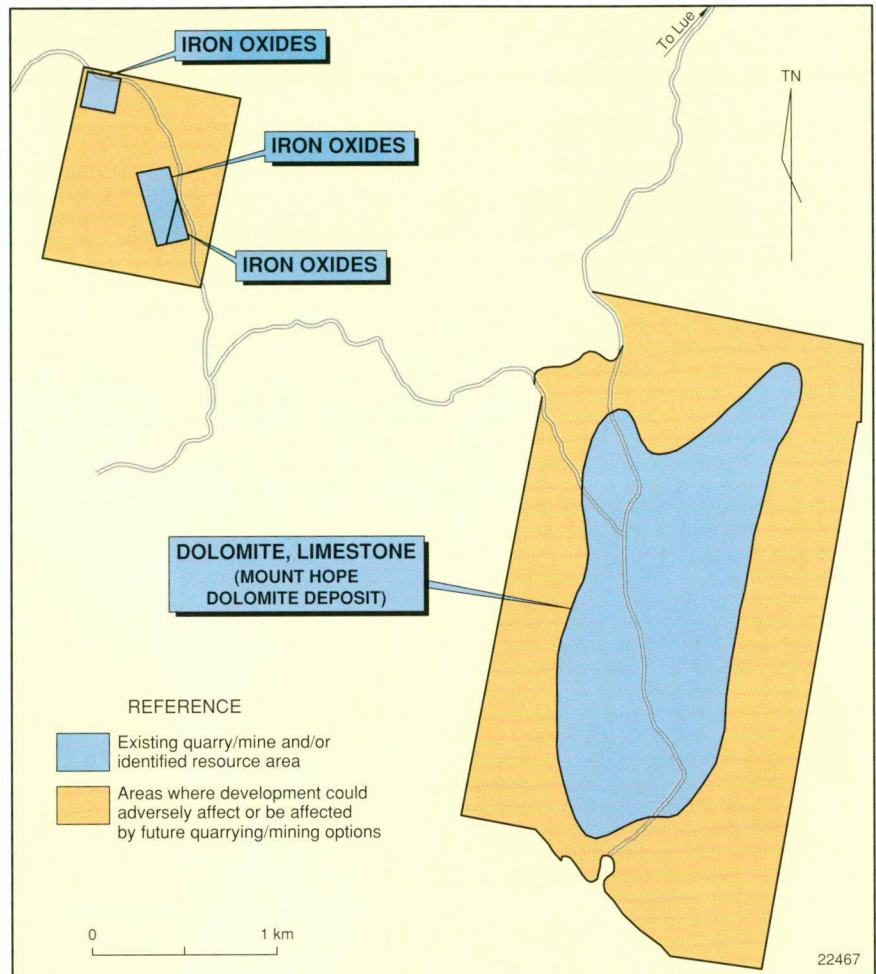 IRON OXIDES
To Lue
TN
IRON OXIDES
IRON OXIDES
DOLOMITE, LIMESTONE
(MOUNT HOPE
DOLOMITE DEPOSIT)
REFERENCE
Existing quarry/mine and/or
identified resource area
Areas where development could
adversely affect or be affected
by future quarrying/mining options
0 1 km
22467